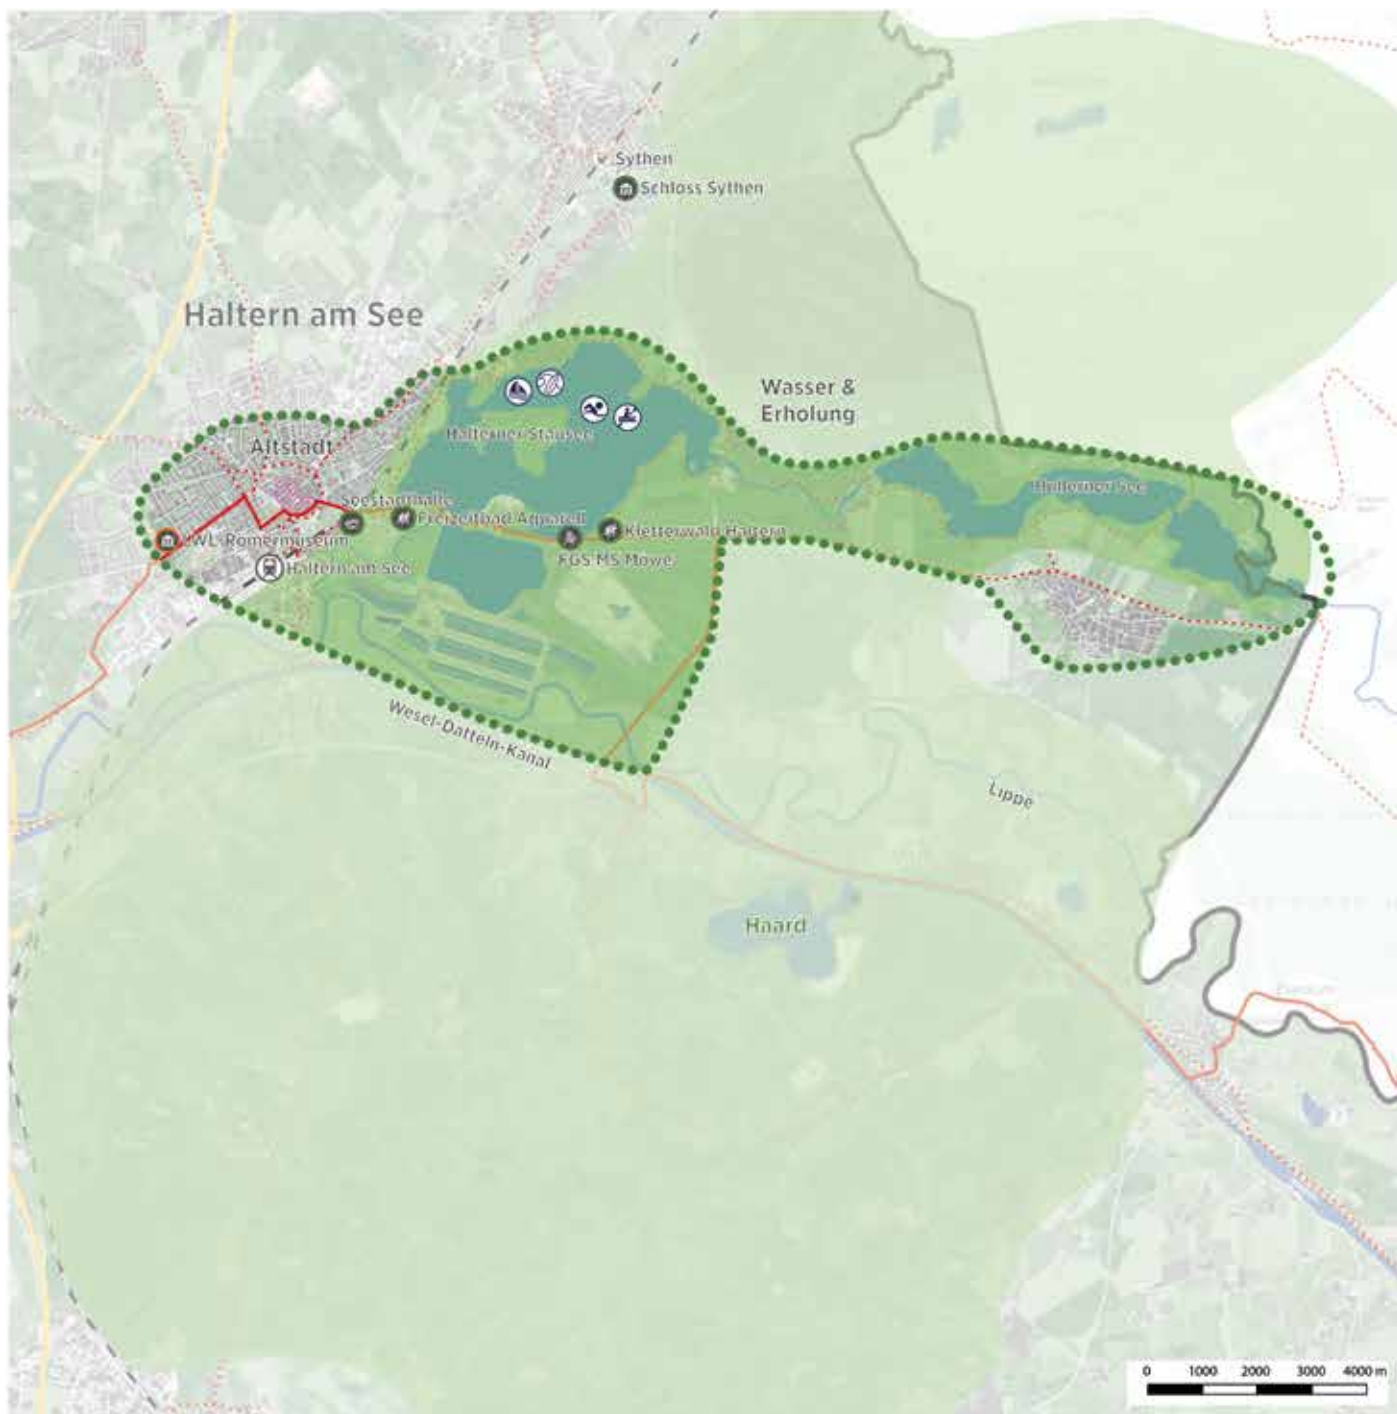 Sythen
Schloss Sythen
Haltern am See
Wasser &
Erholung
Altstadt
Halterner Stausee
Hullerner See
Seestadthalle
Freizeitbad Aquarell
LWL-Römermuseum
Kletterwald Haltern
FGS MS Möwe
Haltern am See
Wesel-Datteln-Kanal
Lippe
Haard
0 1000 2000 3000 4000 m